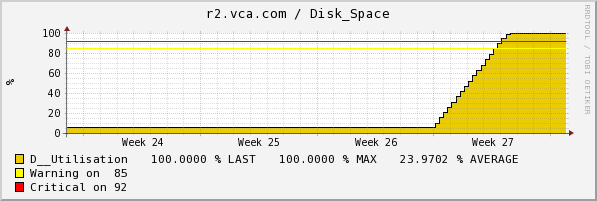 r2.vca.com / Disk_Space
RRDTOOL / TOBI OETIKER
100
80
60
40
20
0
%
Week 24 Week 25 Week 26 Week 27
D__Utilisation 100.0000 % LAST 100.0000 % MAX 23.9702 % AVERAGE
Warning on 85
Critical on 92